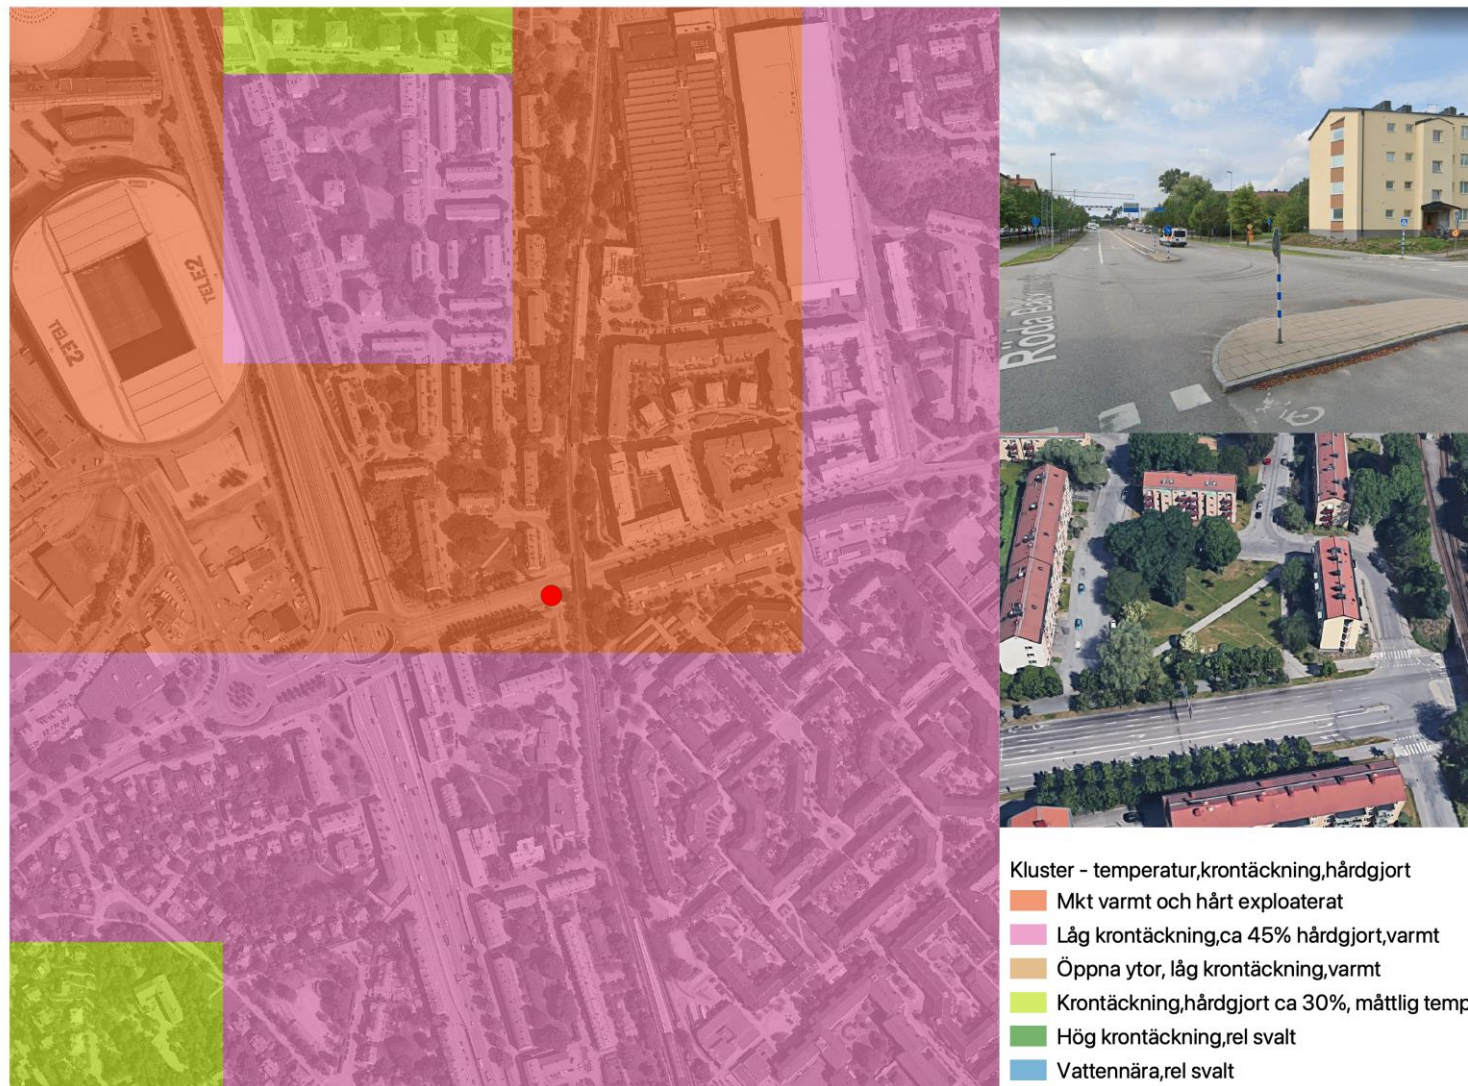 TELE2
TELE2
Röda B
Kluster - temperatur,krontäckning,hårdgjort
Mkt varmt och hårt exploaterat
Låg krontäckning,ca 45% hårdgjort,varmt
Öppna ytor, låg krontäckning,varmt
Krontäckning,hårdgjort ca 30%, måttlig temp
Hög krontäckning,rel svalt
Vattennära,rel svalt